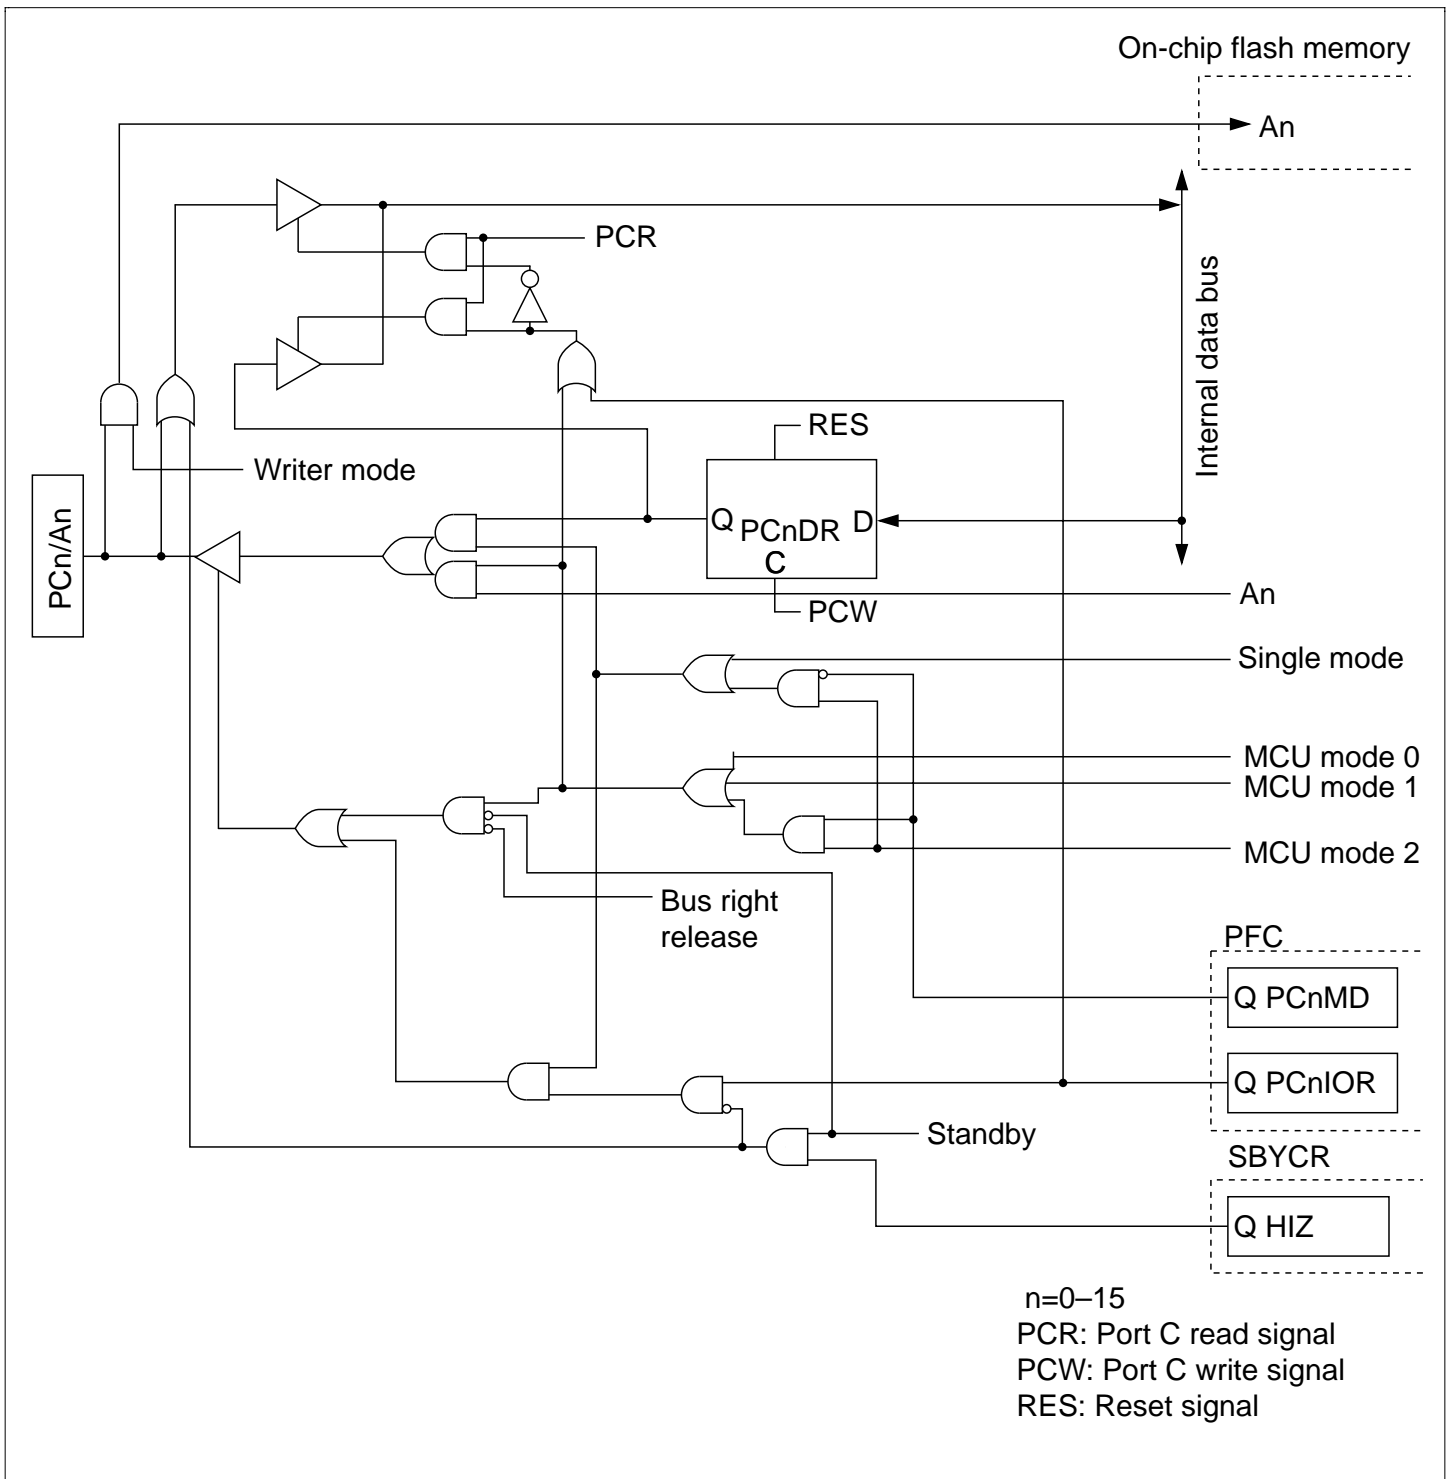 On-chip flash memory
An
PCR
Internal data bus
RES
Writer mode
PCn/An
Q PCnDR D
C
PCW
An
Single mode
MCU mode 0
MCU mode 1
MCU mode 2
Bus right
release
PFC
Q PCnMD
Q PCnIOR
Standby
SBYCR
Q HIZ
n=0–15
PCR: Port C read signal
PCW: Port C write signal
RES: Reset signal